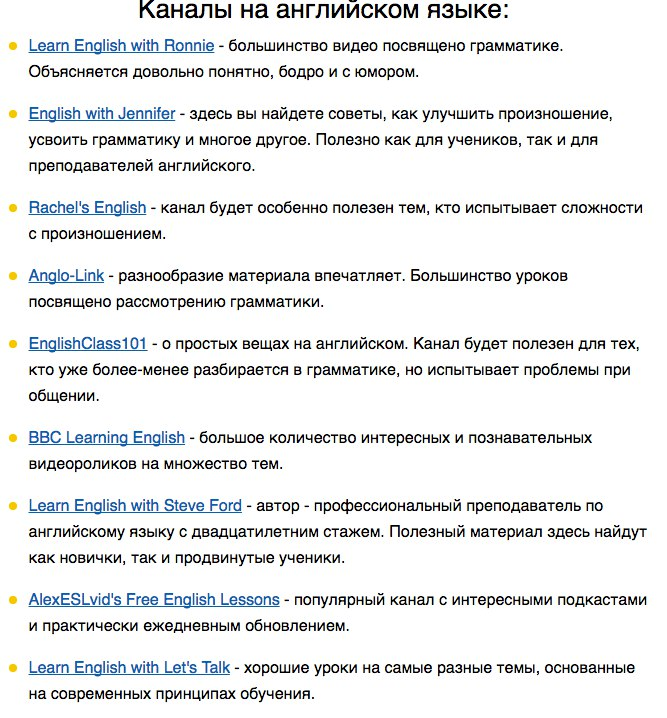 Каналы на английском языке:
Learn English with Ronnie - большинство видео посвящено грамматике.
Объясняется довольно понятно, бодро и с юмором.
English with Jennifer - здесь вы найдете советы, как улучшить произношение,
усвоить грамматику и многое другое. Полезно как для учеников, так и для
преподавателей английского.
Rachel's English - канал будет особенно полезен тем, кто испытывает сложности
с произношением.
Anglo-Link - разнообразие материала впечатляет. Большинство уроков
посвящено рассмотрению грамматики.
EnglishClass101 - о простых вещах на английском. Канал будет полезен для тех,
кто уже более-менее разбирается в грамматике, но испытывает проблемы при
общении.
BBC Learning English - большое количество интересных и познавательных
видеороликов на множество тем.
Learn English with Steve Ford - автор - профессиональный преподаватель по
английскому языку с двадцатилетним стажем. Полезный материал здесь найдут
как новички, так и продвинутые ученики.
AlexESLvid's Free English Lessons - популярный канал с интересными подкастами
и практически ежедневным обновлением.
Learn English with Let's Talk - хорошие уроки на самые разные темы, основанные
на современных принципах обучения.